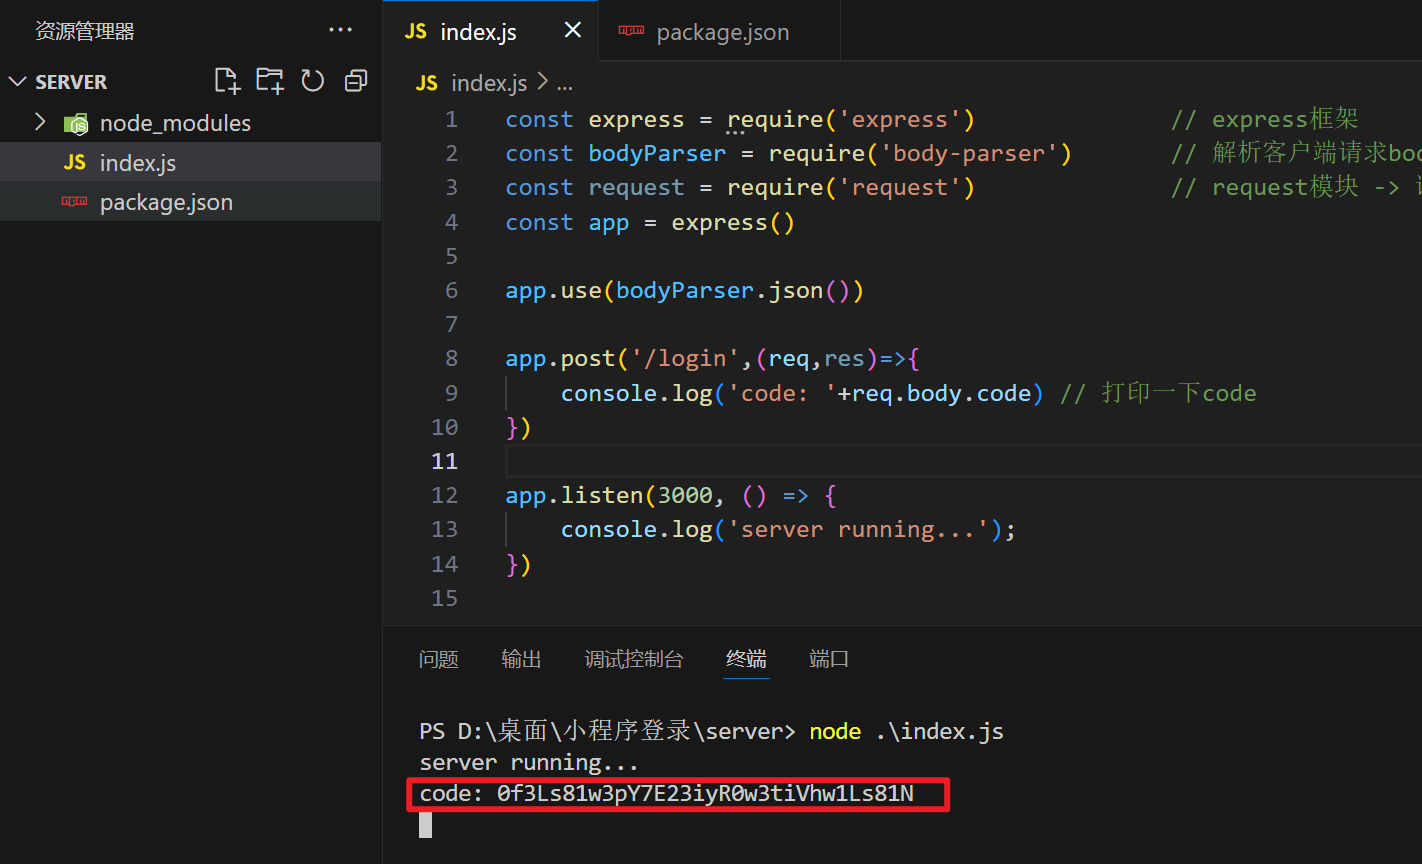 资源管理器
SERVER
node_modules
index.js
package.json
JS index.js
package.json
JS index.js > ...
1 const express = require('express') // express框架
2 const bodyParser = require('body-parser') // 解析客户端请求
3 const request = require('request') // request模块 ->
4 const app = express()
5
6 app.use(bodyParser.json())
7
8 app.post('/login',(req,res)=>{
9 console.log('code: '+req.body.code) // 打印一下code
10 })
11
12 app.listen(3000, () => {
13 console.log('server running...');
14 })
15
问题 输出 调试控制台 终端 端口
PS D:\桌面\小程序登录\server> node .\index.js
server running...
code: 0f3Ls81w3pY7E23iyR0w3tiVhw1Ls81N